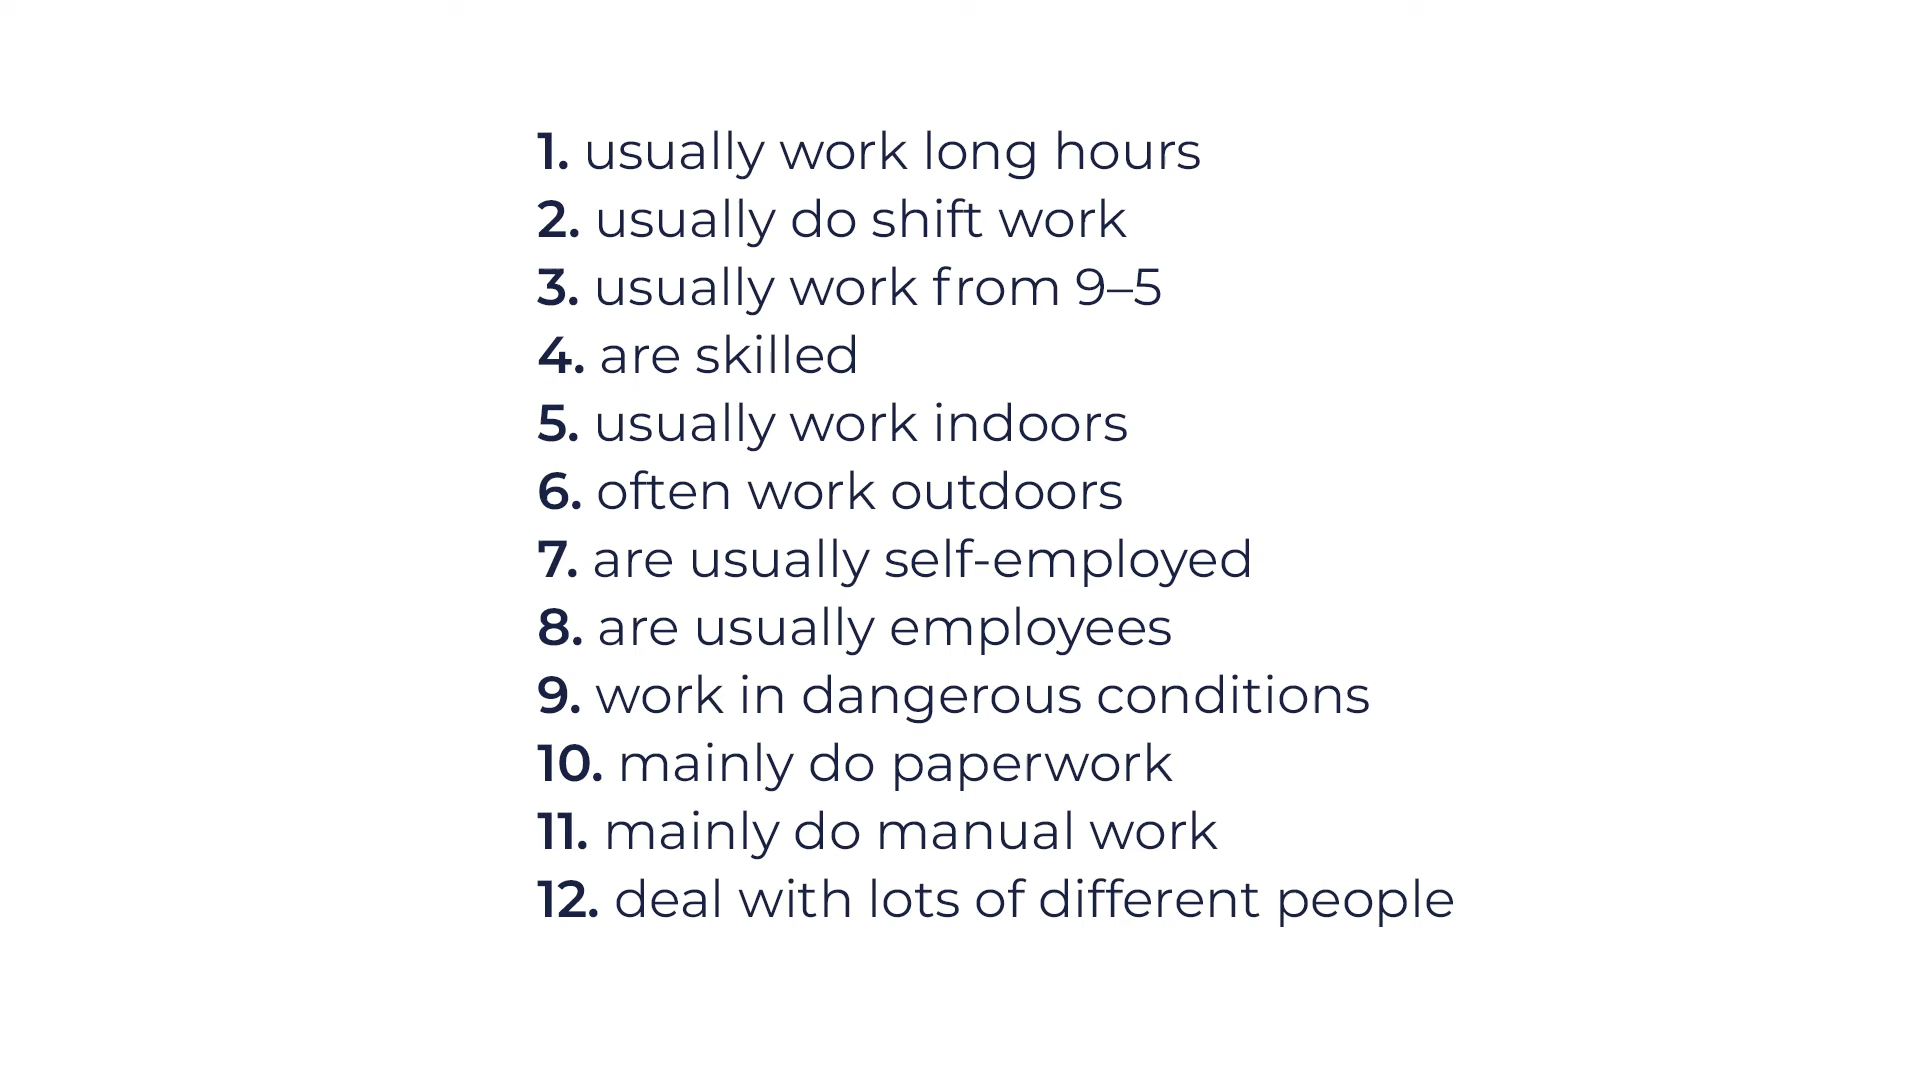 1. usually work long hours
2. usually do shift work
3. usually work from 9–5
4. are skilled
5. usually work indoors
6. often work outdoors
7. are usually self-employed
8. are usually employees
9. work in dangerous conditions
10. mainly do paperwork
11. mainly do manual work
12. deal with lots of different people